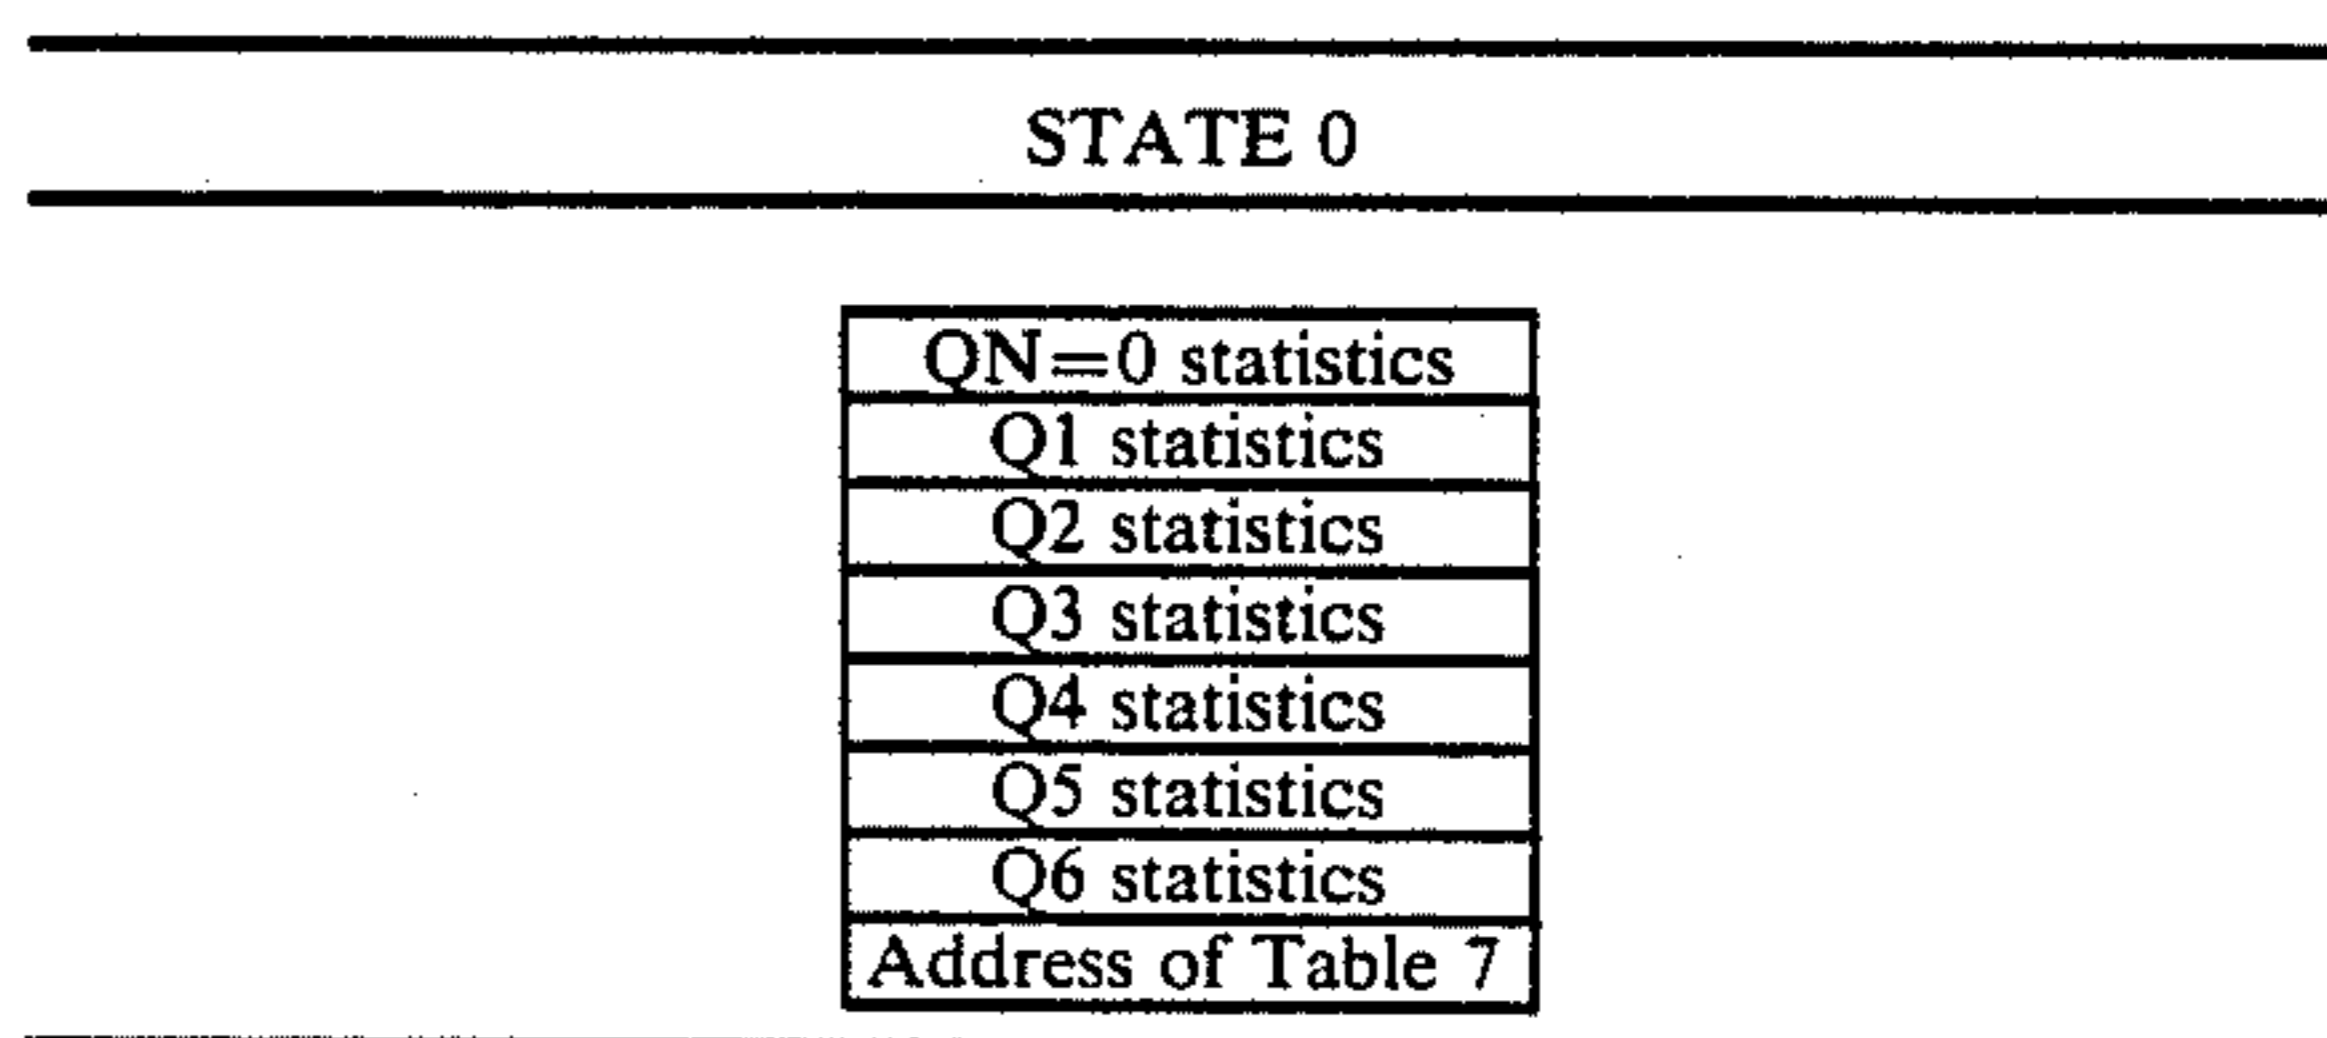 STATE 0
QN=0 statistics
Q1 statistics
Q2 statistics
Q3 statistics
Q4 statistics
Q5 statistics
Q6 statistics
Address of Table 7